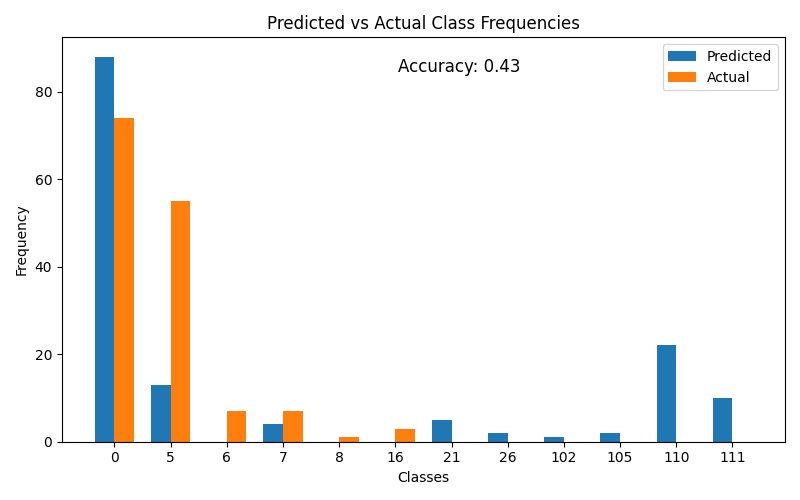 Predicted vs Actual Class Frequencies
Accuracy: 0.43
Predicted
Actual
Frequency
80
60
40
20
0
0 5 6 7 8 16 21 26 102 105 110 111
Classes